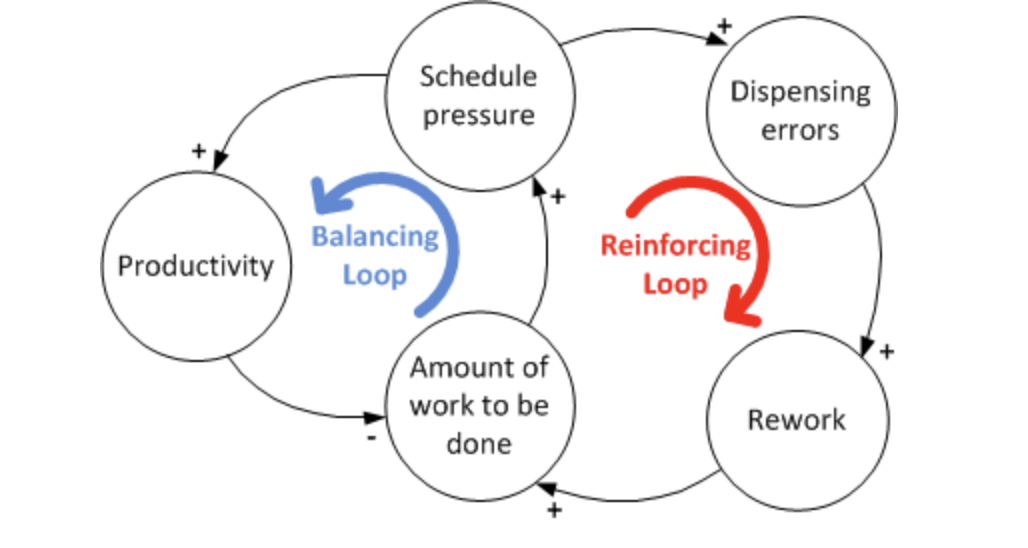 Schedule
pressure
+
Dispensing
errors
+
Productivity
Balancing
Loop
+
Reinforcing
Loop
Amount of
work to be
done
-
+
Rework
+